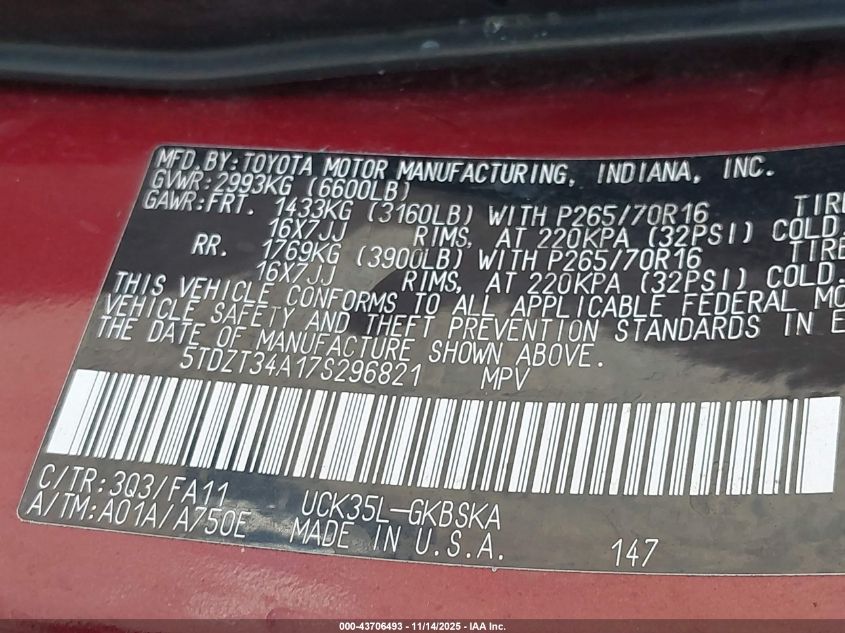 MFD. BY: TOYOTA MOTOR MANUFACTURING, INDIANA, INC.
GVWR: 2993KG (6600LB)
GAWR: FRT. 1433KG (3160LB) WITH P265/70R16 TIRE
16X7JJ RIMS, AT 220KPA (32PSI) COLD.
RR. 1769KG (3900LB) WITH P265/70R16 TIRE
16X7JJ RIMS, AT 220KPA (32PSI) COLD.
THIS VEHICLE CONFORMS TO ALL APPLICABLE FEDERAL MO
VEHICLE SAFETY AND THEFT PREVENTION STANDARDS IN E
THE DATE OF MANUFACTURE SHOWN ABOVE.
5TDZT34A17S296821 MPV
C/TR: 3Q3/FA11 UCK35L-GKBSKA
A/TM: A01A/A750E MADE IN U.S.A. 147
000-43706493 - 11/14/2025 - IAA Inc.